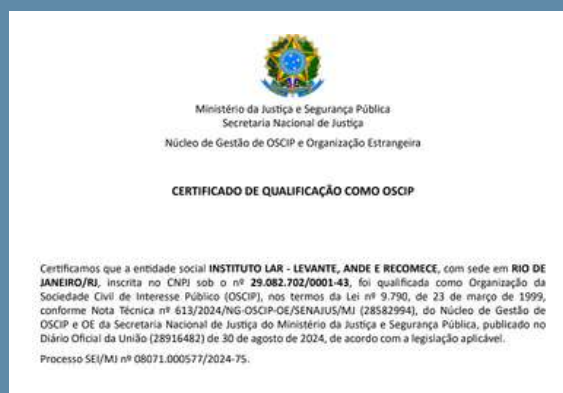 Ministério da Justiça e Segurança Pública
Secretaria Nacional de Justiça
Núcleo de Gestão de OSCIP e Organização Estrangeira
CERTIFICADO DE QUALIFICAÇÃO COMO OSCIP
Certificamos que a entidade social INSTITUTO LAR - LEVANTE, ANDE E RECOMECE, com sede em RIO DE
JANEIRO/RJ, inscrita no CNPJ sob o nº 29.082.702/0001-43, foi qualificada como Organização da
Sociedade Civil de Interesse Público (OSCIP), nos termos da Lei nº 9.790, de 23 de março de 1999,
conforme Nota Técnica nº 613/2024/NG-OSCIP-OE/SENAJUS/MJ (28582994), do Núcleo de Gestão de
OSCIP e OE da Secretaria Nacional de Justiça do Ministério da Justiça e Segurança Pública, publicado no
Diário Oficial da União (28916482) de 30 de agosto de 2024, de acordo com a legislação aplicável.
Processo SEI/MJ nº 08071.000577/2024-75.